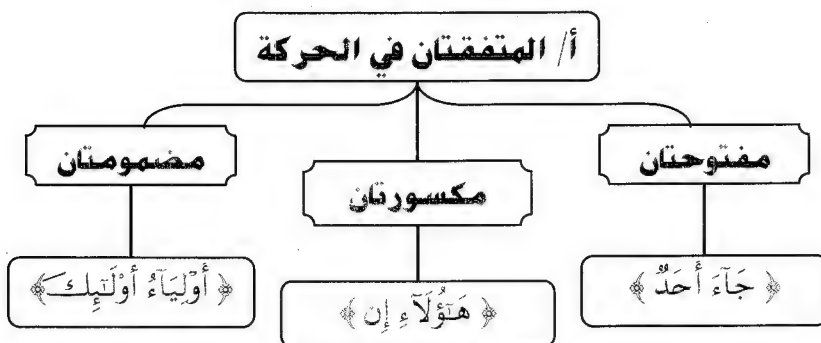 أ/ المتفقتان في الحركة
مفتوحتان
مكسورتان
مضمومتان
﴿ جَآءَ أَحَدٌ ﴾
﴿ هَـٰٓؤُلَآءِ إِن ﴾
﴿ أَوْلِيَآءُ أُوْلَـٰٓئِكَ ﴾